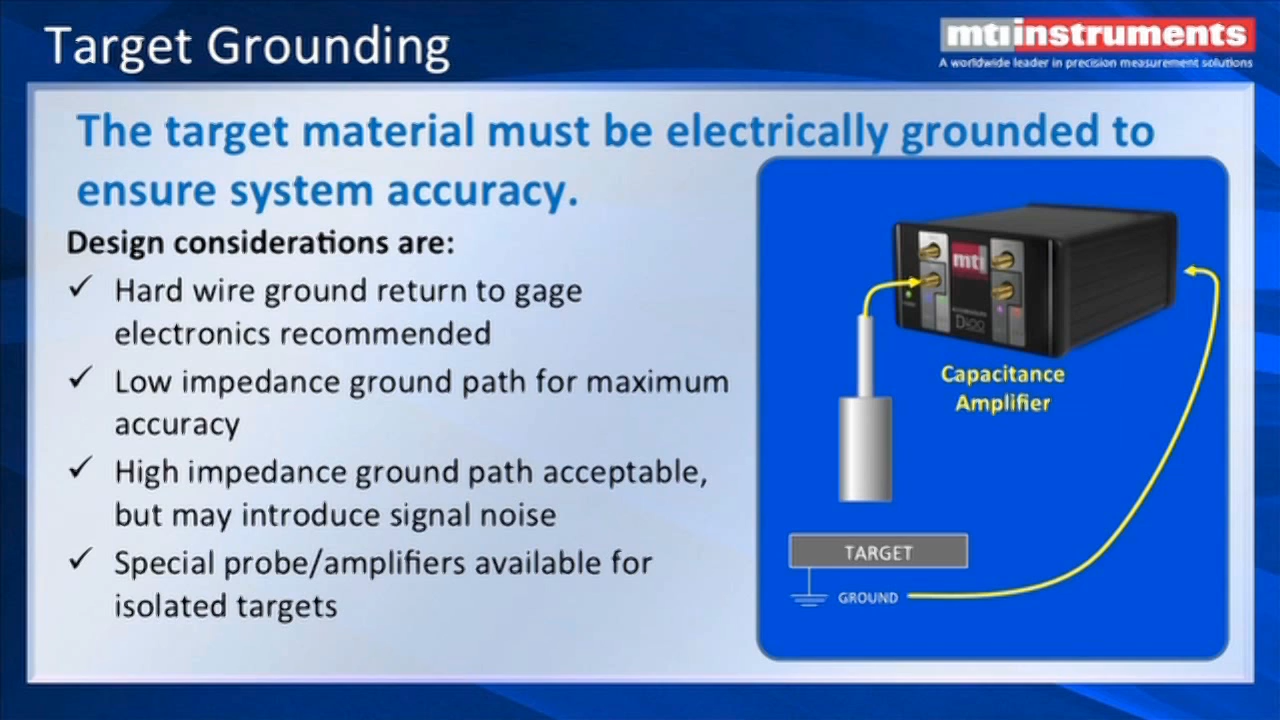 Target Grounding
mtiinstruments
A worldwide leader in precision measurement solutions
The target material must be electrically grounded to
ensure system accuracy.
Design considerations are:
✓ Hard wire ground return to gage
electronics recommended
✓ Low impedance ground path for maximum
accuracy
✓ High impedance ground path acceptable,
but may introduce signal noise
✓ Special probe/amplifiers available for
isolated targets
mti
D400
Capacitance
Amplifier
TARGET
GROUND